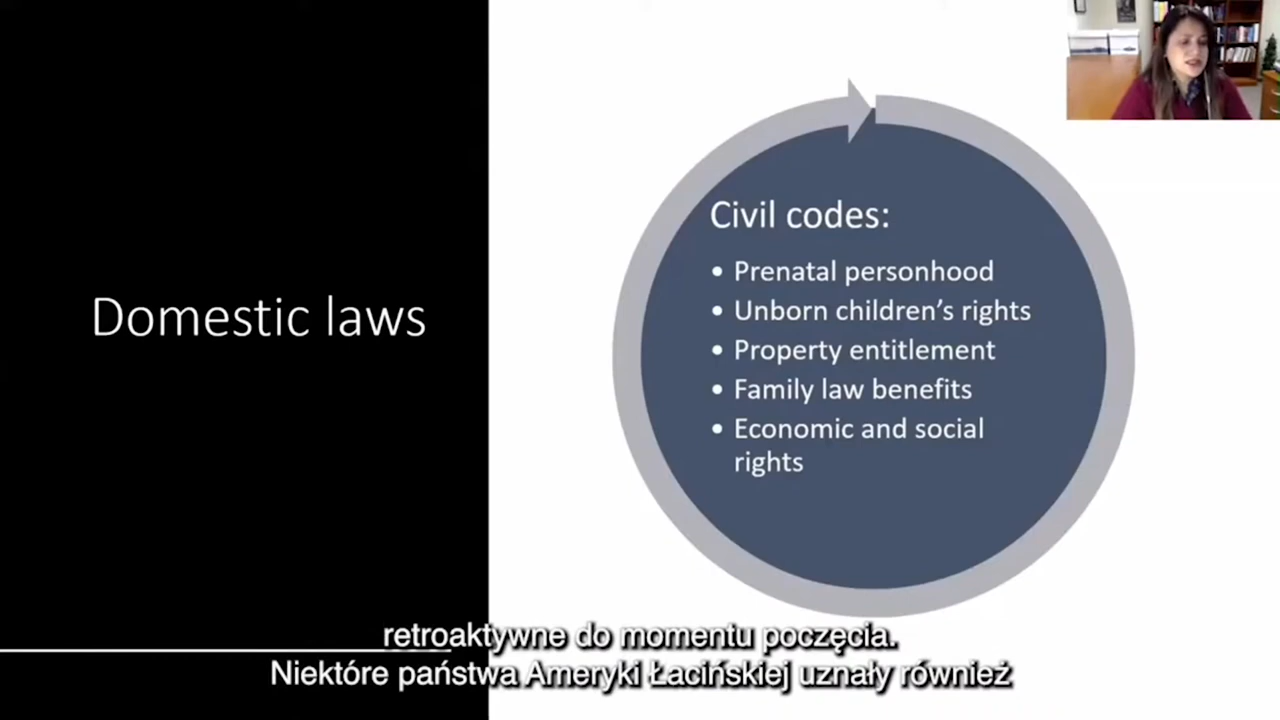 Domestic laws
Civil codes:
• Prenatal personhood
• Unborn children's rights
• Property entitlement
• Family law benefits
• Economic and social
rights
retroaktywne do momentu poczęcia.
Niektóre państwa Ameryki Łacińskiej uznały również